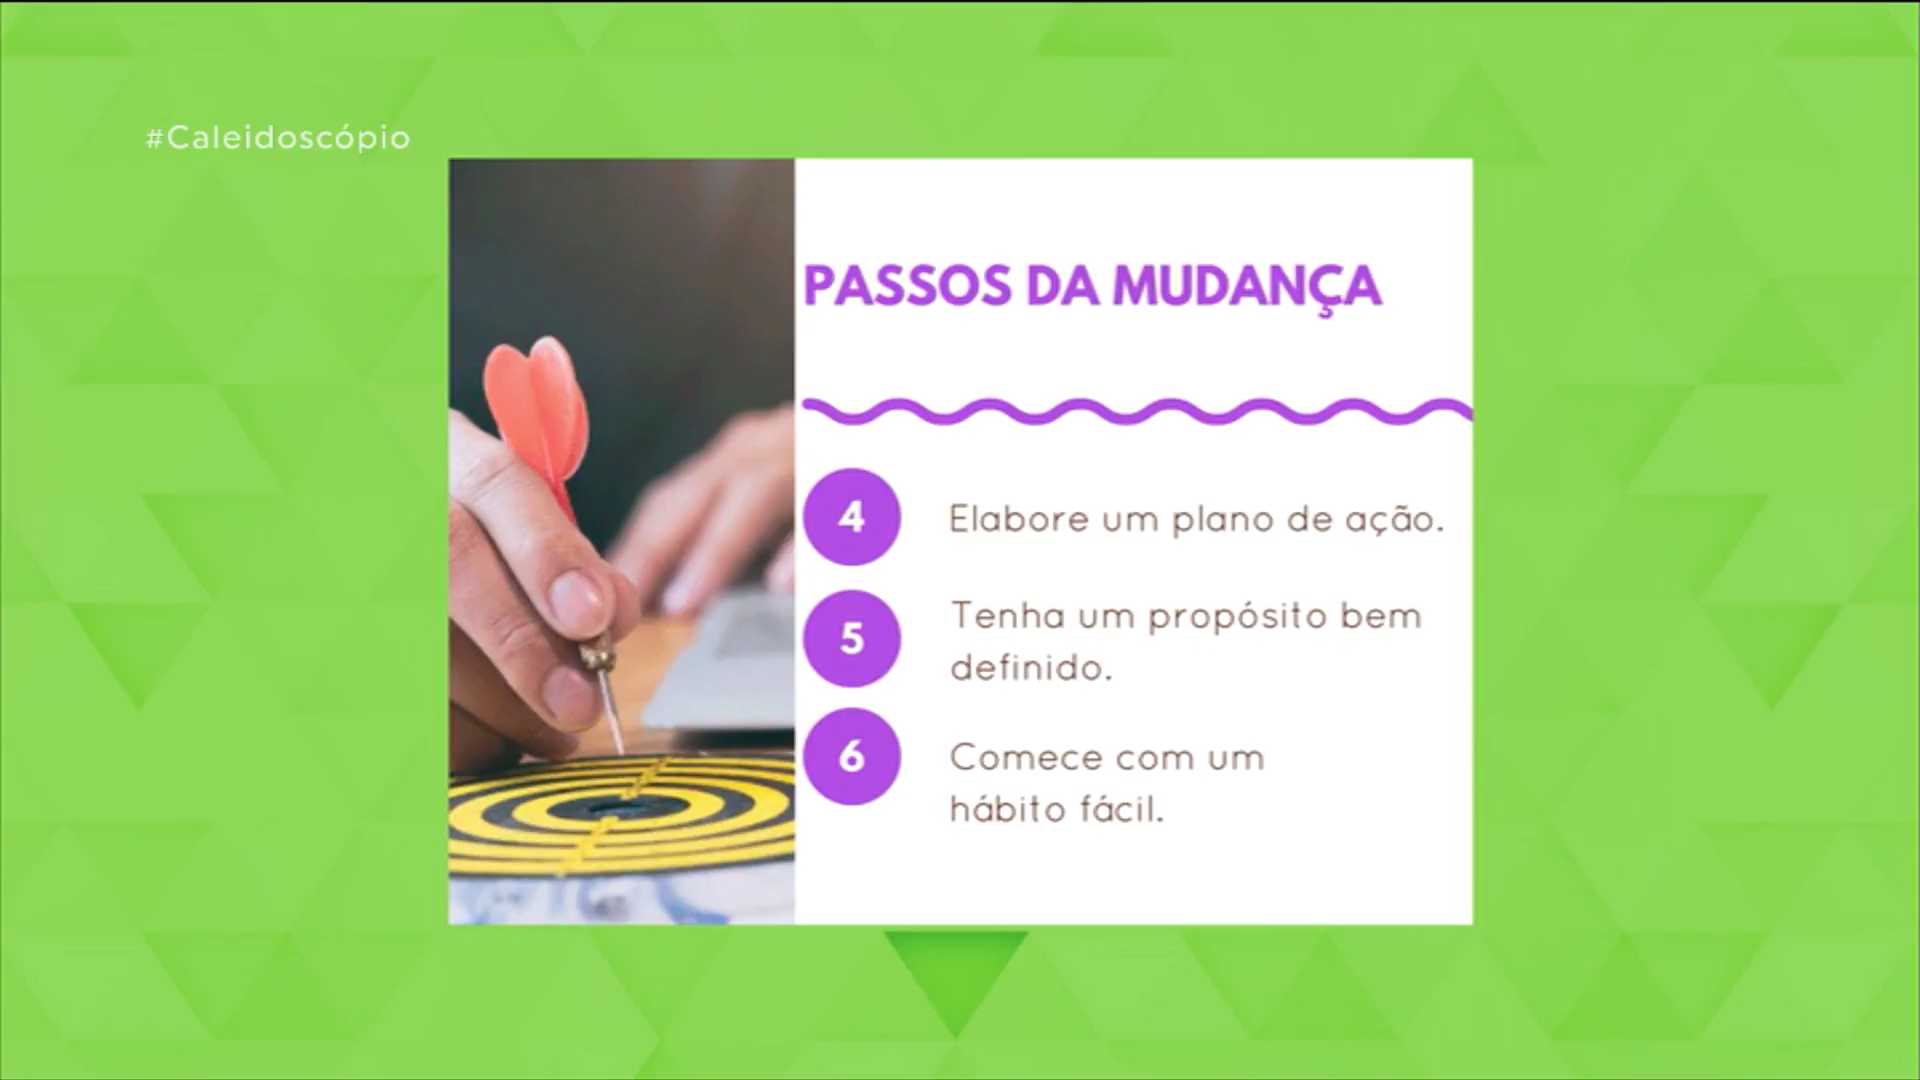 #Caleidoscópio
PASSOS DA MUDANÇA
4 Elabore um plano de ação.
5 Tenha um propósito bem
definido.
6 Comece com um
hábito fácil.